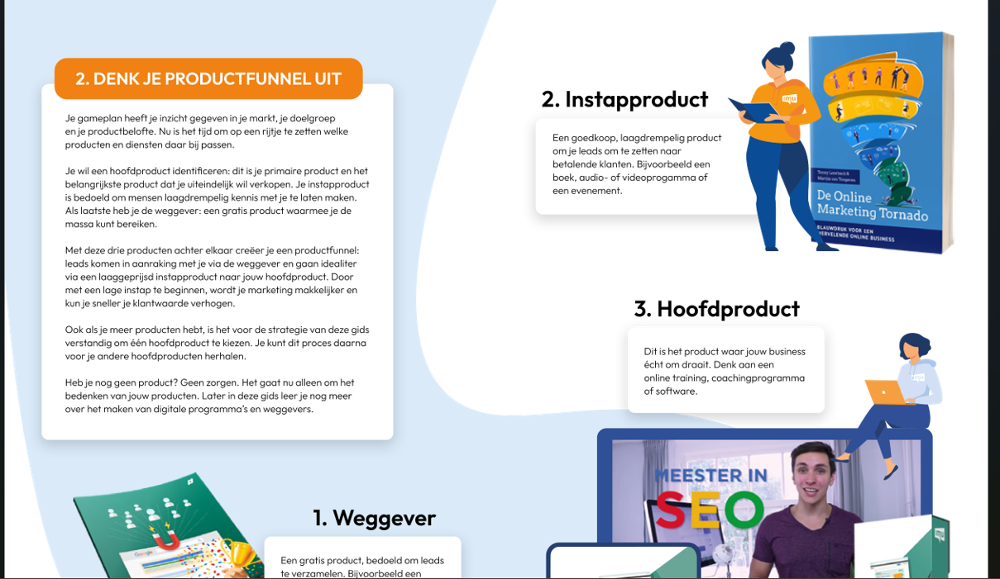 2. DENK JE PRODUCTFUNNEL UIT
Je gameplan heeft je inzicht gegeven in je markt, je doelgroep
en je productbelofte. Nu is het tijd om op een rijtje te zetten welke
producten en diensten daar bij passen.
Je wil een hoofdproduct identificeren: dit is je primaire product en het
belangrijkste product dat je uiteindelijk wil verkopen. Je instapproduct
is bedoeld om mensen laagdrempelig kennis met je te laten maken.
Als laatste heb je de weggever: een gratis product waarmee je de
massa kunt bereiken.
Met deze drie producten achter elkaar creëer je een productfunnel:
leads komen in aanraking met je via de weggever en gaan idealiter
via een laaggeprijsd instapproduct naar jouw hoofdproduct. Door
met een lage instap te beginnen, wordt je marketing makkelijker en
kun je sneller je klantwaarde verhogen.
Ook als je meer producten hebt, is het voor de strategie van deze gids
verstandig om één hoofdproduct te kiezen. Je kunt dit proces daarna
voor je andere hoofdproducten herhalen.
Heb je nog geen product? Geen zorgen. Het gaat nu alleen om het
bedenken van jouw producten. Later in deze gids leer je nog meer
over het maken van digitale programma's en weggevers.
1. Weggever
Een gratis product, bedoeld om leads
te verzamelen. Bijvoorbeeld een
Google
2. Instapproduct
Een goedkoop, laagdrempelig product
om je leads om te zetten naar
betalende klanten. Bijvoorbeeld een
boek, audio- of videoprogamma of
een evenement.
imu
Tonny Loorbach &
Martijn van Tongeren
De Online
Marketing Tornado
BLAUWDRUK VOOR EEN
WERVELENDE ONLINE BUSINESS
3. Hoofdproduct
Dit is het product waar jouw business
écht om draait. Denk aan een
online training, coachingprogramma
of software.
imu
MEESTER IN
SEO